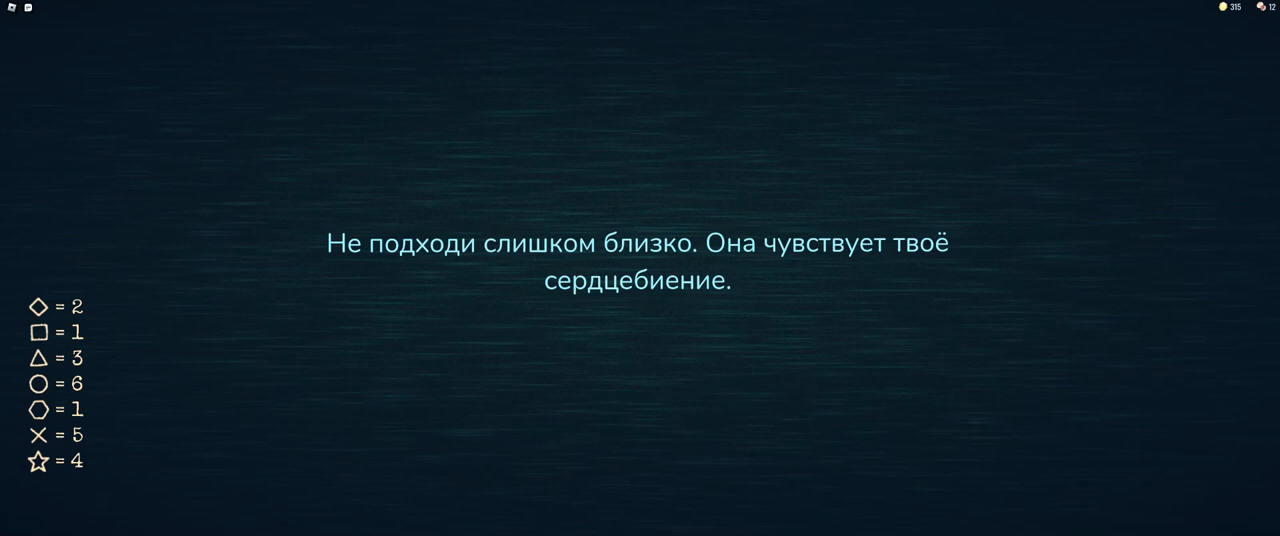 315 12
Не подходи слишком близко. Она чувствует твоё
сердцебиение.
◇ = 2
□ = 1
△ = 3
○ = 6
⬡ = 1
✕ = 5
☆ = 4